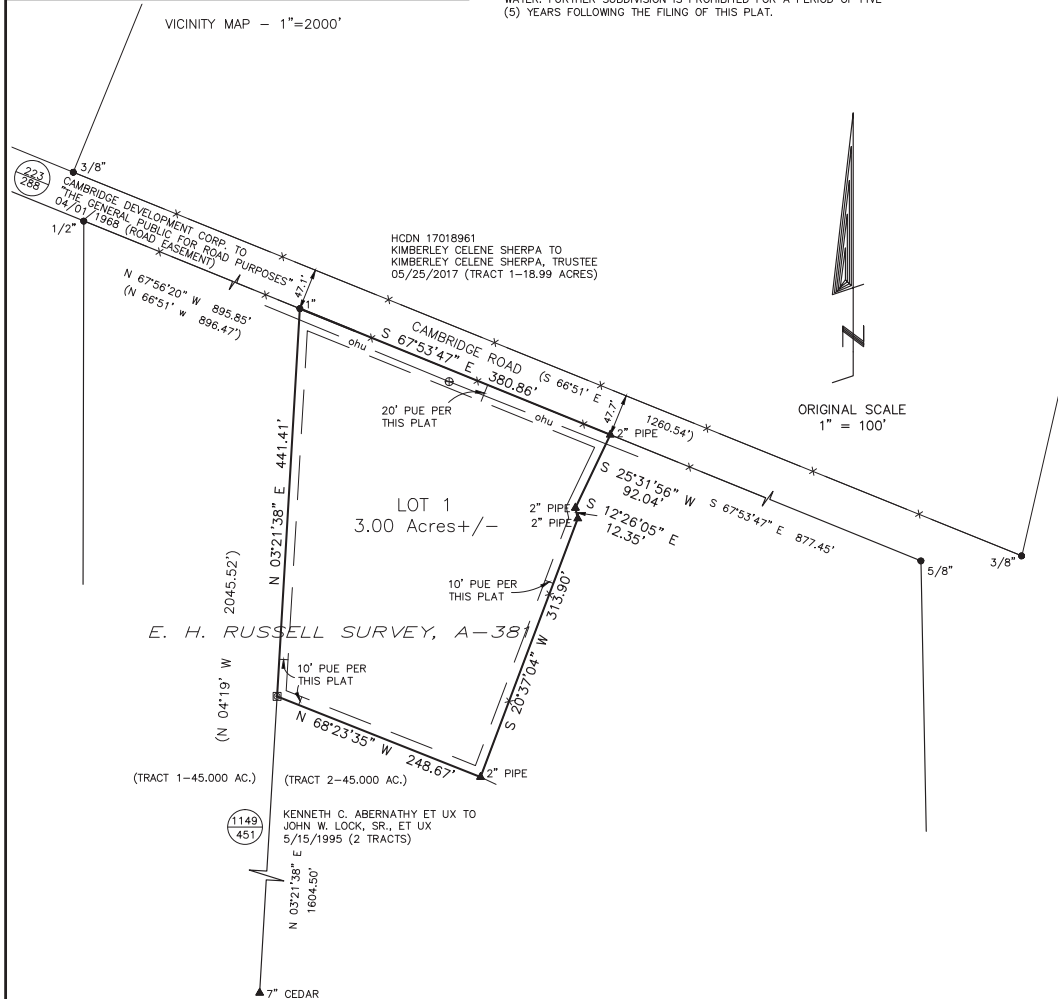 WATER. FURTHER SUBDIVISION IS PROHIBITED FOR A PERIOD OF FIVE
(5) YEARS FOLLOWING THE FILING OF THIS PLAT.
VICINITY MAP – 1"=2000'
3/8"
223
288
CAMBRIDGE DEVELOPMENT CORP. TO
"THE GENERAL PUBLIC FOR ROAD PURPOSES"
04/01/1968 (ROAD EASEMENT)
1/2"
N 67°56'20" W 895.85'
(N 66°51' w 896.47')
HCDN 17018961
KIMBERLEY CELENE SHERPA TO
KIMBERLEY CELENE SHERPA, TRUSTEE
05/25/2017 (TRACT 1–18.99 ACRES)
47.1'
1"
CAMBRIDGE ROAD
(S 66°51' E
1260.54')
S 67°53'47" E 380.86'
ohu
ohu
20' PUE PER
THIS PLAT
47.7'
2" PIPE
N
ORIGINAL SCALE
1" = 100'
S 25°31'56" W
92.04'
S 67°53'47" E 877.45'
2" PIPE
2" PIPE
S 12°26'05" E
12.35'
5/8"
3/8"
N 03°21'38" E 441.41'
LOT 1
3.00 Acres+/–
10' PUE PER
THIS PLAT
S 20°37'04" W 313.90'
(N 04°19' W 2045.52')
E. H. RUSSELL SURVEY, A–381
10' PUE PER
THIS PLAT
N 68°23'35" W 248.67'
2" PIPE
(TRACT 1–45.000 AC.)
(TRACT 2–45.000 AC.)
1149
451
KENNETH C. ABERNATHY ET UX TO
JOHN W. LOCK, SR., ET UX
5/15/1995 (2 TRACTS)
N 03°21'38" E
1604.50'
7" CEDAR